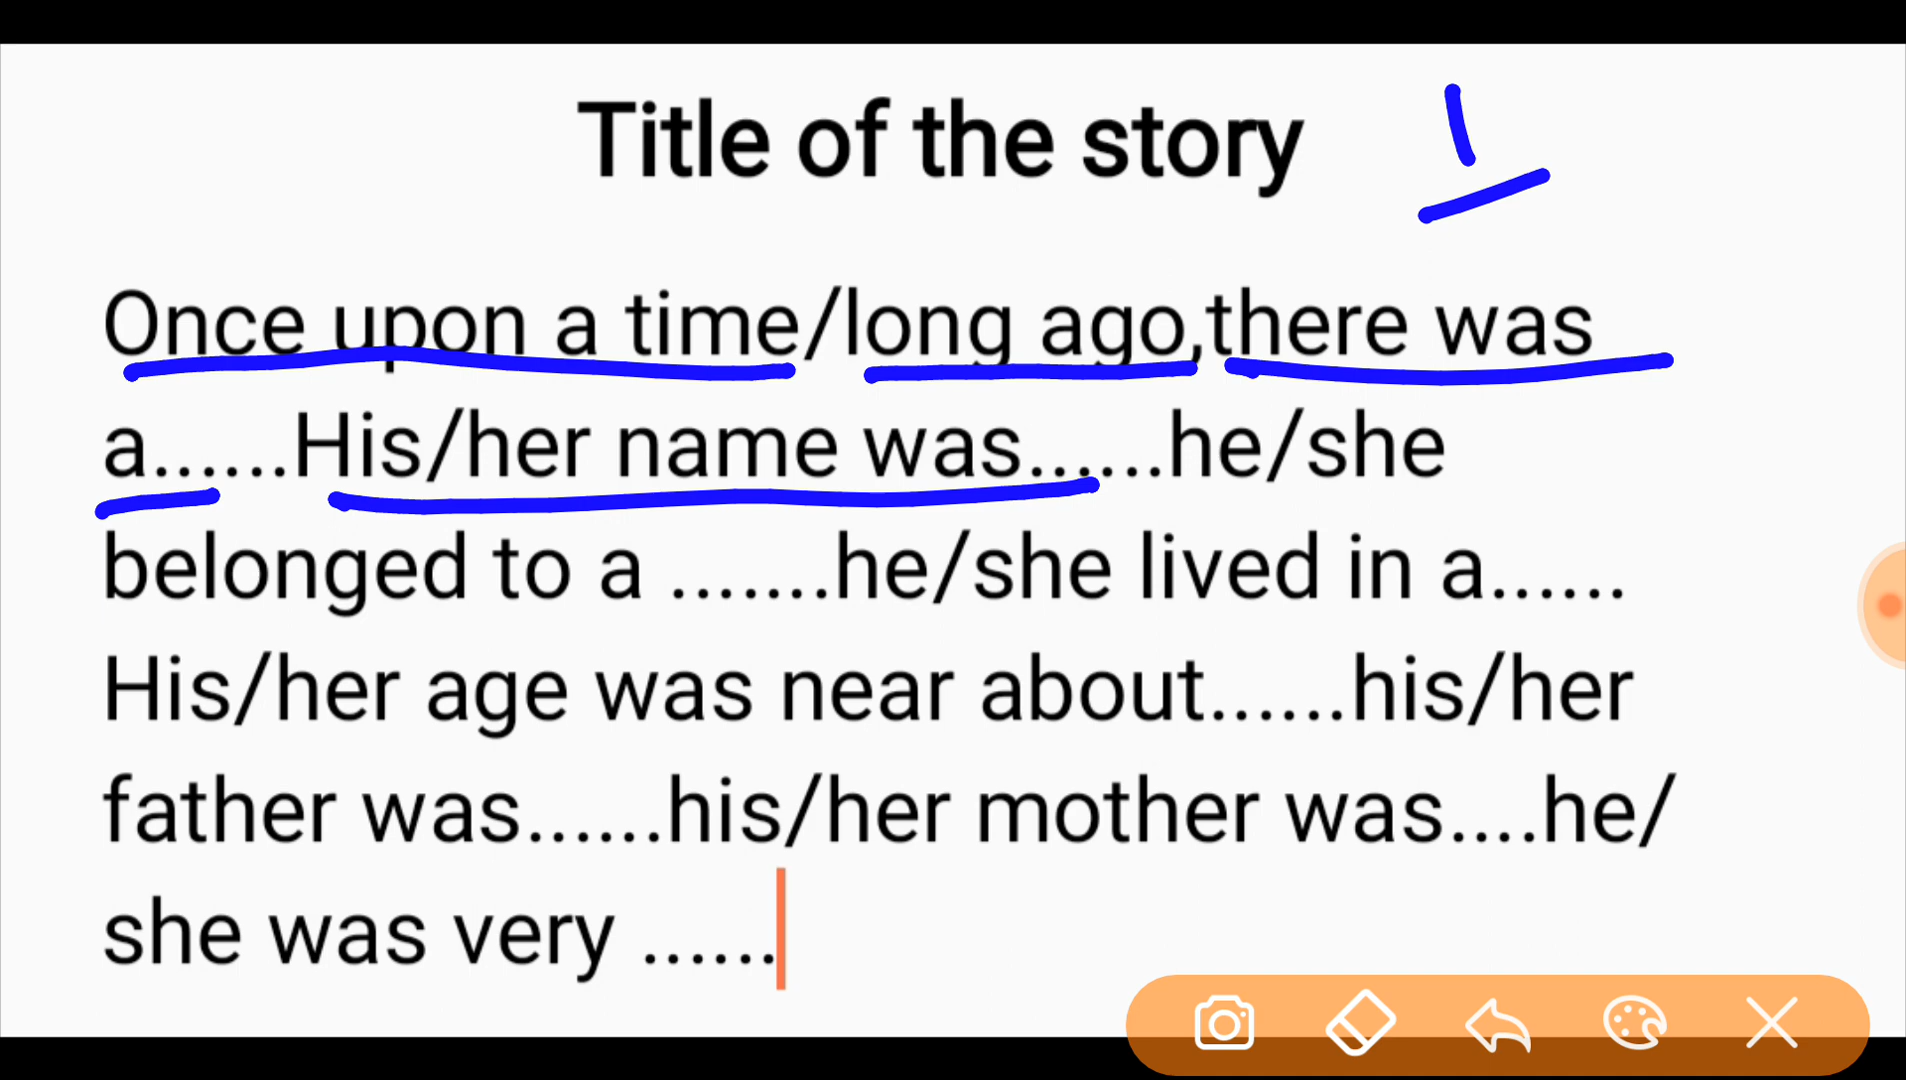 Title of the story
Once upon a time/long ago,there was
a......His/her name was......he/she
belonged to a .......he/she lived in a......
His/her age was near about......his/her
father was......his/her mother was....he/
she was very ......